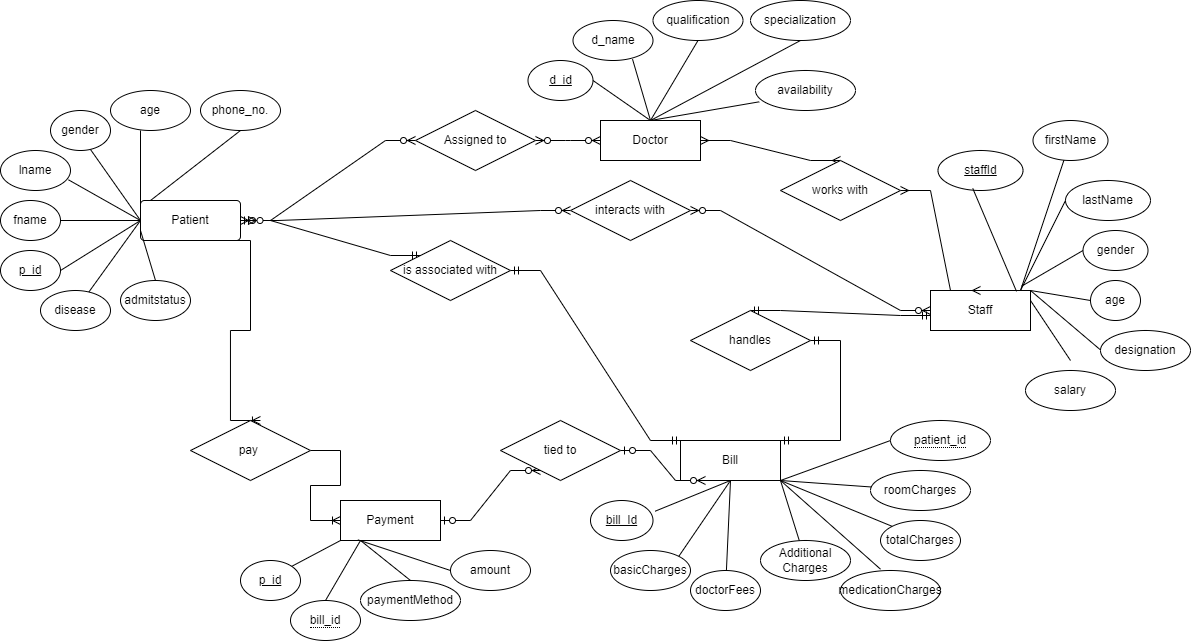 qualification
specialization
d_name
d_id
availability
age
phone_no.
gender
lname
fname
p_id
disease
admitstatus
Patient
Assigned to
Doctor
works with
interacts with
is associated with
firstName
staffId
lastName
gender
age
designation
salary
Staff
handles
pay
tied to
Bill
patient_id
roomCharges
totalCharges
medicationCharges
Additional
Charges
doctorFees
basicCharges
bill_Id
Payment
p_id
bill_id
paymentMethod
amount